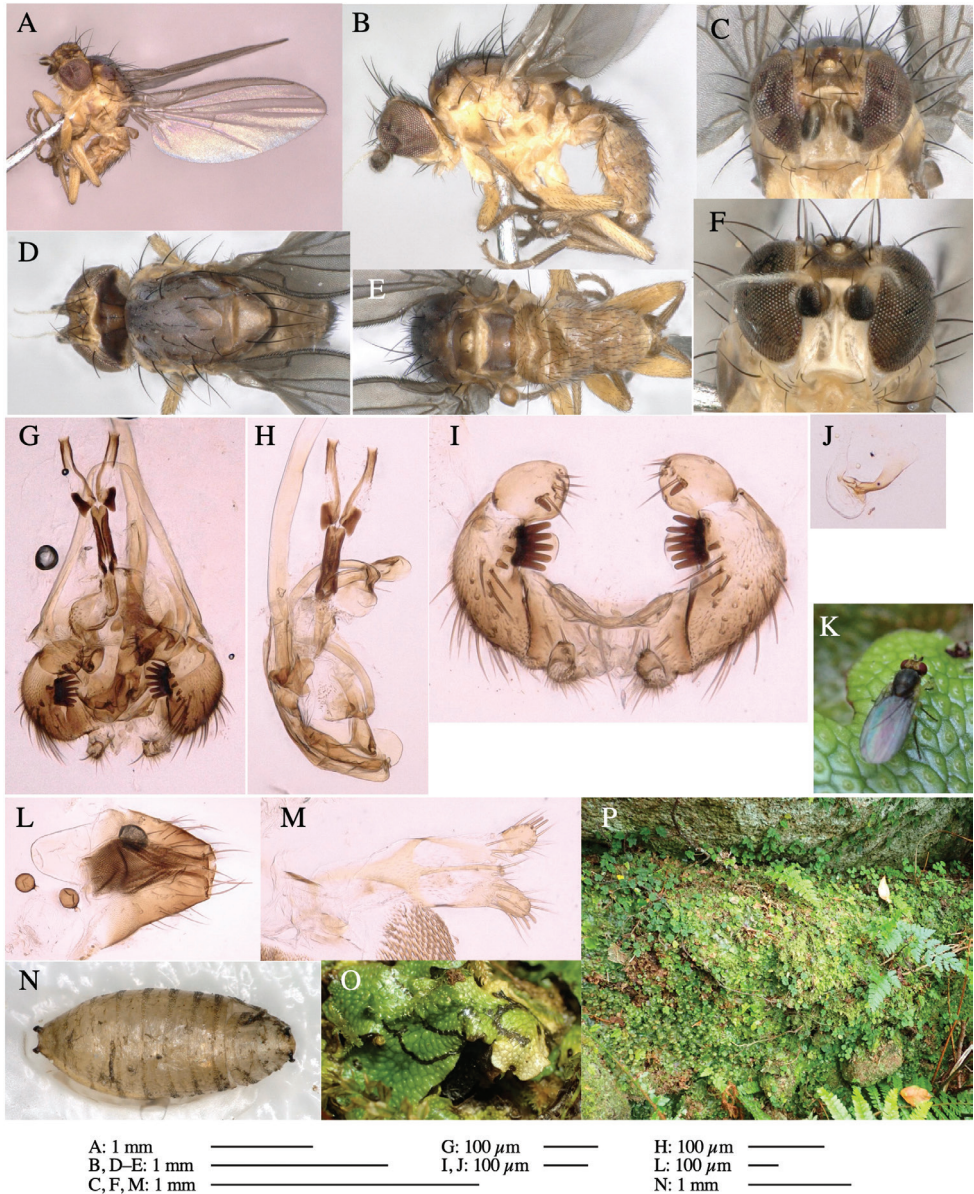 A
B
C
D
E
F
G
H
I
J
K
L
M
P
N
O
A: 1 mm
G: 100 µm
H: 100 µm
B, D–E: 1 mm
I, J: 100 µm
L: 100 µm
C, F, M: 1 mm
N: 1 mm